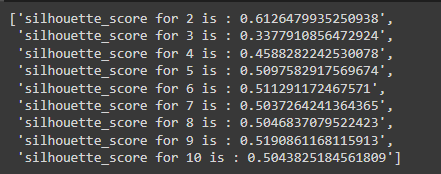 ['silhouette_score for 2 is : 0.6126479935250938',
'silhouette_score for 3 is : 0.3377910856472924',
'silhouette_score for 4 is : 0.4588282242530078',
'silhouette_score for 5 is : 0.5097582917569674',
'silhouette_score for 6 is : 0.511291172467571',
'silhouette_score for 7 is : 0.5037264241364365',
'silhouette_score for 8 is : 0.5046837079522423',
'silhouette_score for 9 is : 0.5190861168115913',
'silhouette_score for 10 is : 0.5043825184561809']